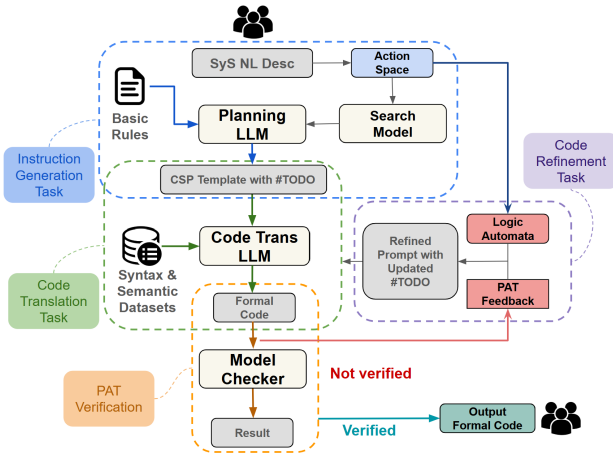 SyS NL Desc
Action
Space
Basic
Rules
Planning
LLM
Search
Model
Instruction
Generation
Task
CSP Template with #TODO
Code
Refinement
Task
Code Trans
LLM
Syntax &
Semantic
Datasets
Refined
Prompt with
Updated
#TODO
Logic
Automata
PAT
Feedback
Code
Translation
Task
Formal
Code
Model
Checker
Not verified
PAT
Verification
Result
Verified
Output
Formal Code